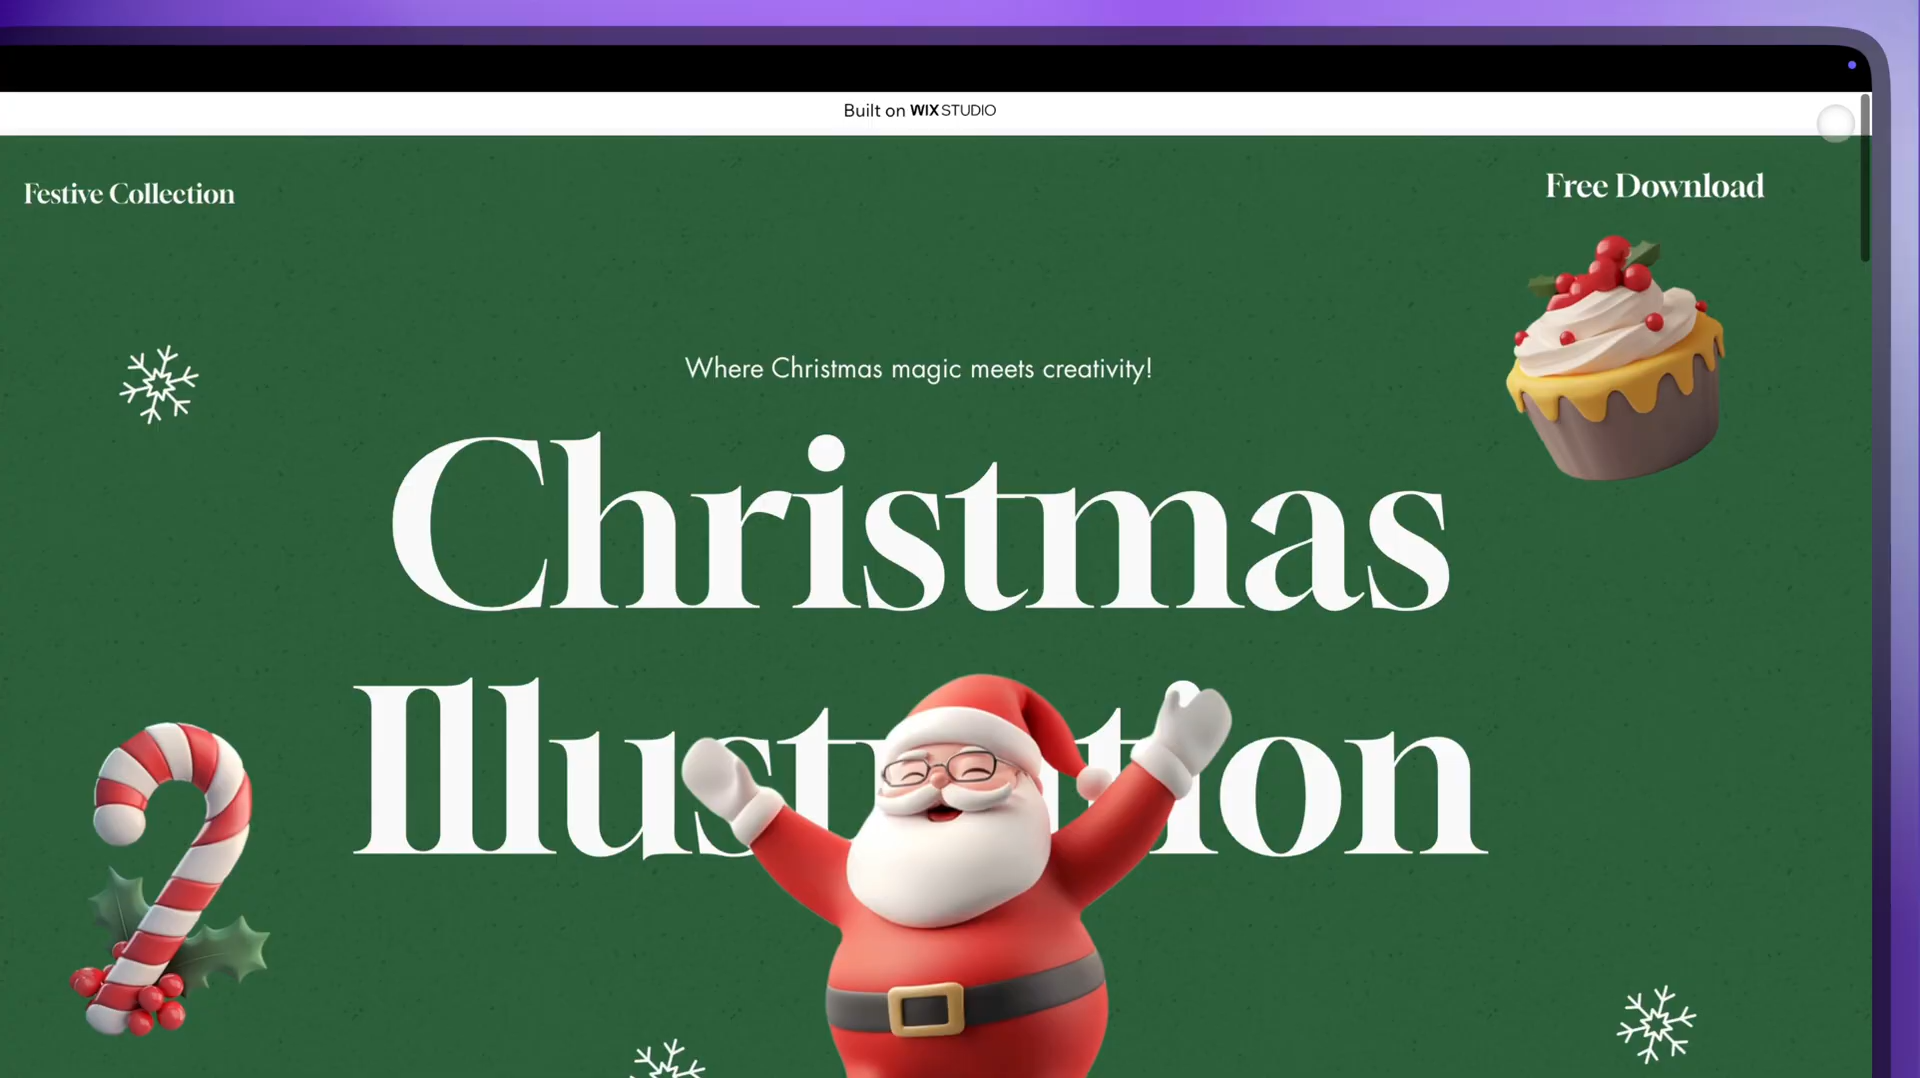 Built on WIX STUDIO
Festive Collection
Free Download
Where Christmas magic meets creativity!
Christmas
Illustration